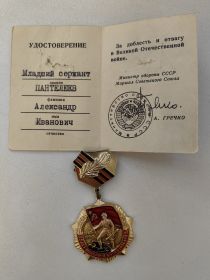 УДОСТОВЕРЕНИЕ
Младший сержант
звание
ПАНТЕЛЕЕВ
фамилия
Александр
имя
Иванович
отчество
За доблесть и отвагу
в Великой Отечественной
войне.
Министр обороны СССР
Маршал Советского Союза
А. ГРЕЧКО